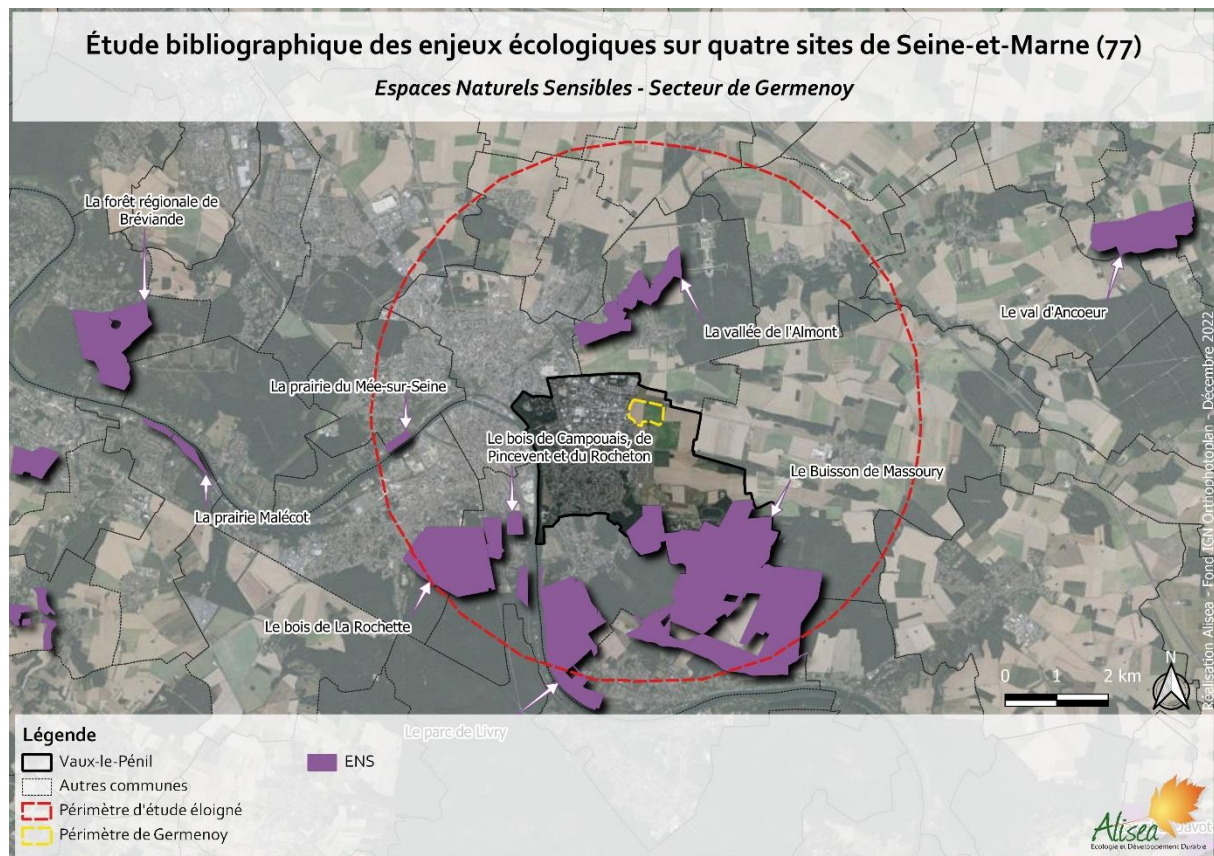 Étude bibliographique des enjeux écologiques sur quatre sites de Seine-et-Marne (77)
Espaces Naturels Sensibles - Secteur de Germenoy
La forêt régionale de
Bréviande
La vallée de l'Almont
Le val d'Ancoeur
La prairie du Mée-sur-Seine
Le bois de Campouais, de
Pincevent et du Rocheton
Le Buisson de Massoury
La prairie Malécot
Le bois de La Rochette
Le parc de Livry
0 1 2 km
N
Réalisation Alisea - Fond IGN Orthophotoplan - Décembre 2022
Légende
Vaux-le-Pénil
Autres communes
Périmètre d'étude éloigné
Périmètre de Germenoy
ENS
Alisea
Ecologie et Développement Durable